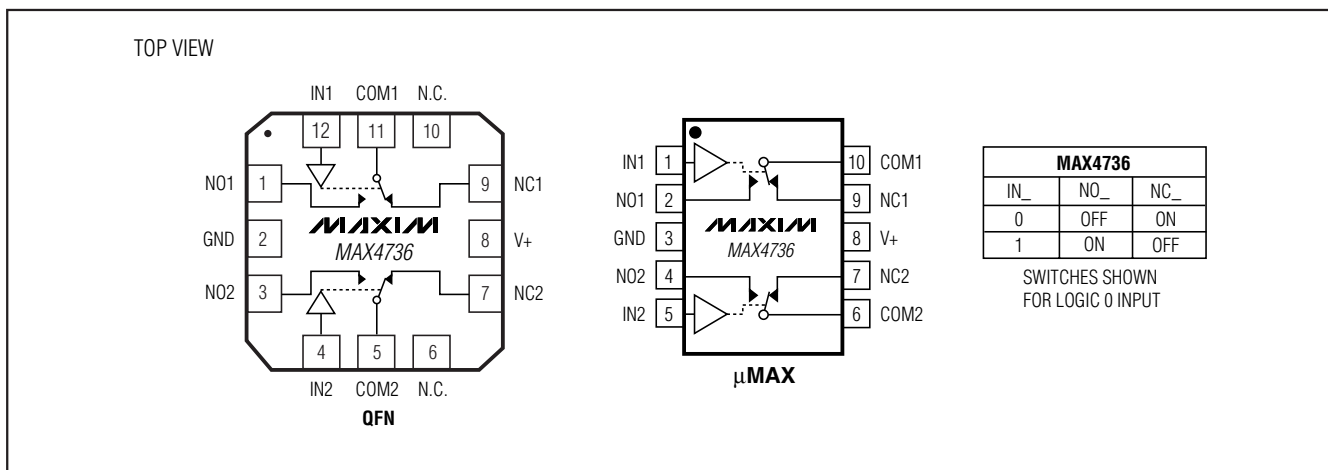 TOP VIEW
IN1 COM1 N.C.
12 11 10
NO1 1 9 NC1
MAXIM
GND 2 8 V+
MAX4736
NO2 3 7 NC2
4 5 6
IN2 COM2 N.C.
QFN
IN1 1 10 COM1
NO1 2 9 NC1
MAXIM
GND 3 8 V+
MAX4736
NO2 4 7 NC2
IN2 5 6 COM2
µMAX
MAX4736
IN_ NO_ NC_
0 OFF ON
1 ON OFF
SWITCHES SHOWN
FOR LOGIC 0 INPUT